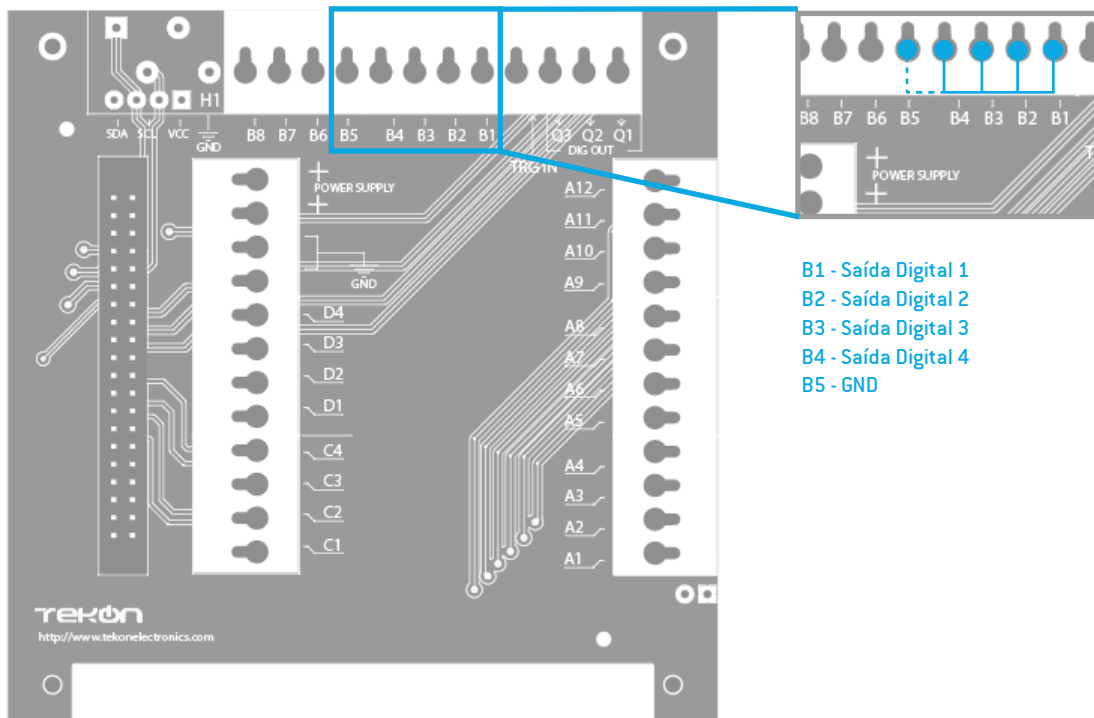 H1
SDA SCL VCC GND B8 B7 B6 B5 B4 B3 B2 B1 Q3 Q2 Q1
DIG OUT
TRG IN
POWER SUPPLY
GND
D4
D3
D2
D1
C4
C3
C2
C1
A12
A11
A10
A9
A8
A7
A6
A5
A4
A3
A2
A1
TEKON
http://www.tekonelectronics.com
B8 B7 B6 B5 B4 B3 B2 B1
POWER SUPPLY
B1 - Saída Digital 1
B2 - Saída Digital 2
B3 - Saída Digital 3
B4 - Saída Digital 4
B5 - GND